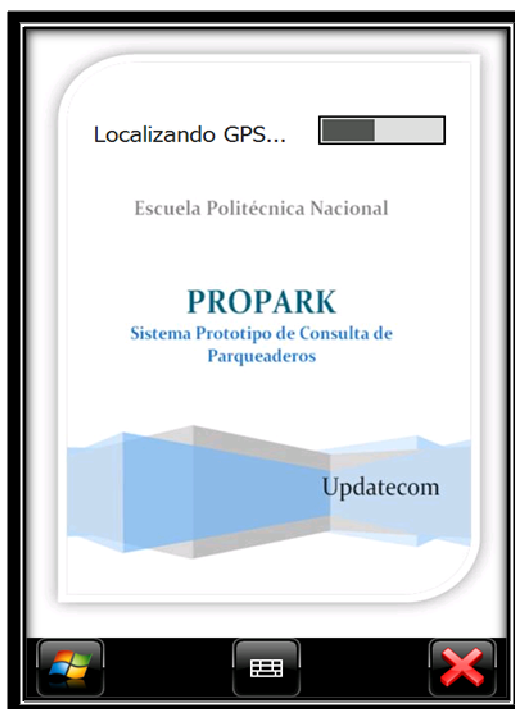 Localizando GPS...
Escuela Politécnica Nacional
PROPARK
Sistema Prototipo de Consulta de
Parqueaderos
Updatecom